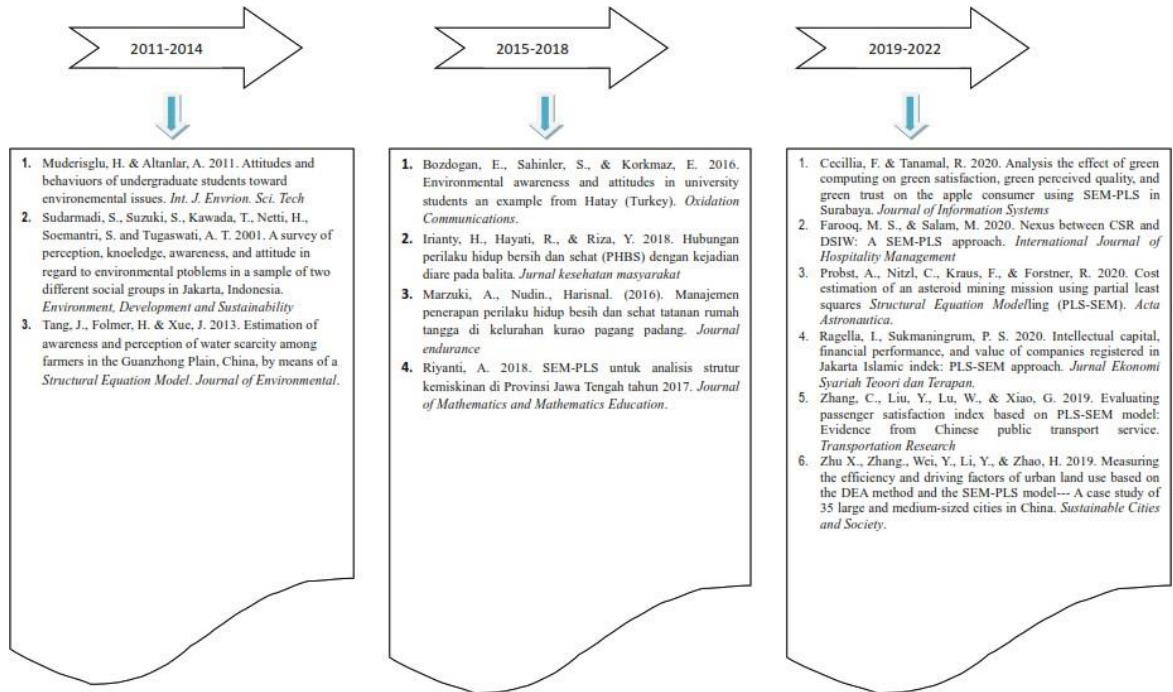 2011-2014
2015-2018
2019-2022
1. Muderisglu, H. & Altanlar, A. 2011. Attitudes and
behaviuors of undergraduate students toward
environemental issues. Int. J. Envrion. Sci. Tech
2. Sudarmadi, S., Suzuki, S., Kawada, T., Netti, H.,
Soemantri, S. and Tugaswati, A. T. 2001. A survey of
perception, knoeledge, awareness, and attitude in
regard to environmental ptoblems in a sample of two
different social groups in Jakarta, Indonesia.
Environment, Development and Sustainability
3. Tang, J., Folmer, H. & Xue, J. 2013. Estimation of
awareness and perception of water scarcity among
farmers in the Guanzhong Plain, China, by means of a
Structural Equation Model. Journal of Environmental.
1. Bozdogan, E., Sahinler, S., & Korkmaz, E. 2016.
Environmental awareness and attitudes in university
students an example from Hatay (Turkey). Oxidation
Communications.
2. Irianty, H., Hayati, R., & Riza, Y. 2018. Hubungan
perilaku hidup bersih dan sehat (PHBS) dengan kejadian
diare pada balita. Jurnal kesehatan masyarakat
3. Marzuki, A., Nudin., Harisnal. (2016). Manajemen
penerapan perilaku hidup besih dan sehat tatanan rumah
tangga di kelurahan kurao pagang padang. Journal
endurance
4. Riyanti, A. 2018. SEM-PLS untuk analisis strutur
kemiskinan di Provinsi Jawa Tengah tahun 2017. Journal
of Mathematics and Mathematics Education.
1. Cecillia, F. & Tanamal, R. 2020. Analysis the effect of green
computing on green satisfaction, green perceived quality, and
green trust on the apple consumer using SEM-PLS in
Surabaya. Journal of Information Systems
2. Farooq, M. S., & Salam, M. 2020. Nexus between CSR and
DSIW: A SEM-PLS approach. International Journal of
Hospitality Management
3. Probst, A., Nitzl, C., Kraus, F., & Forstner, R. 2020. Cost
estimation of an asteroid mining mission using partial least
squares Structural Equation Modelling (PLS-SEM). Acta
Astronautica.
4. Ragella, I., Sukmaningrum, P. S. 2020. Intellectual capital,
financial performance, and value of companies registered in
Jakarta Islamic indek: PLS-SEM approach. Jurnal Ekonomi
Syariah Teoori dan Terapan.
5. Zhang, C., Liu, Y., Lu, W., & Xiao, G. 2019. Evaluating
passenger satisfaction index based on PLS-SEM model:
Evidence from Chinese public transport service.
Transportation Research
6. Zhu X., Zhang., Wei, Y., Li, Y., & Zhao, H. 2019. Measuring
the efficiency and driving factors of urban land use based on
the DEA method and the SEM-PLS model--- A case study of
35 large and medium-sized cities in China. Sustainable Cities
and Society.